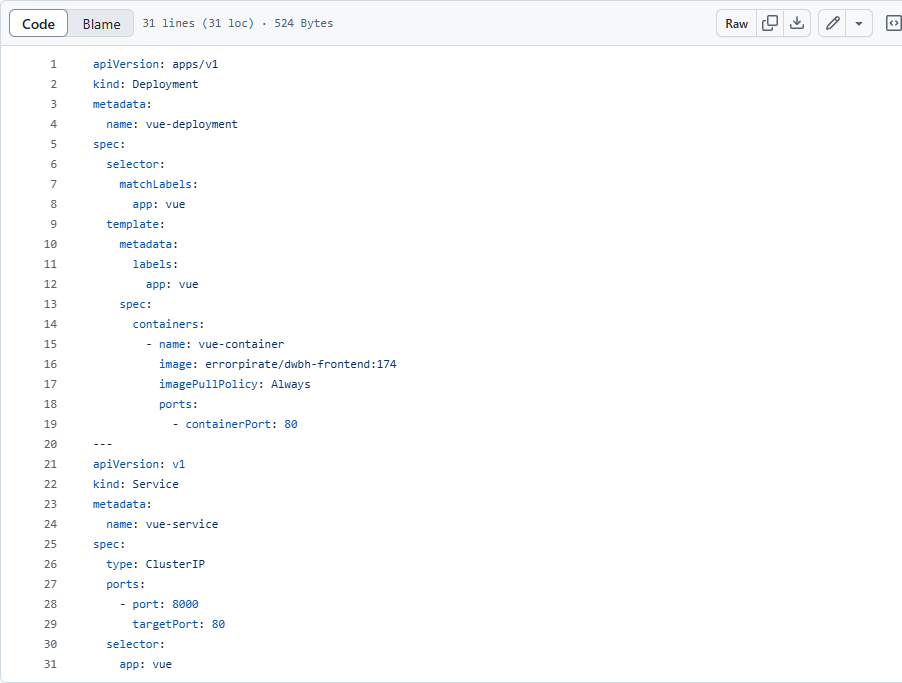 Code Blame 31 lines (31 loc) · 524 Bytes Raw
1 apiVersion: apps/v1
2 kind: Deployment
3 metadata:
4   name: vue-deployment
5 spec:
6   selector:
7     matchLabels:
8       app: vue
9   template:
10     metadata:
11       labels:
12         app: vue
13     spec:
14       containers:
15         - name: vue-container
16           image: errorpirate/dwbh-frontend:174
17           imagePullPolicy: Always
18           ports:
19             - containerPort: 80
20 ---
21 apiVersion: v1
22 kind: Service
23 metadata:
24   name: vue-service
25 spec:
26   type: ClusterIP
27   ports:
28     - port: 8000
29       targetPort: 80
30   selector:
31     app: vue